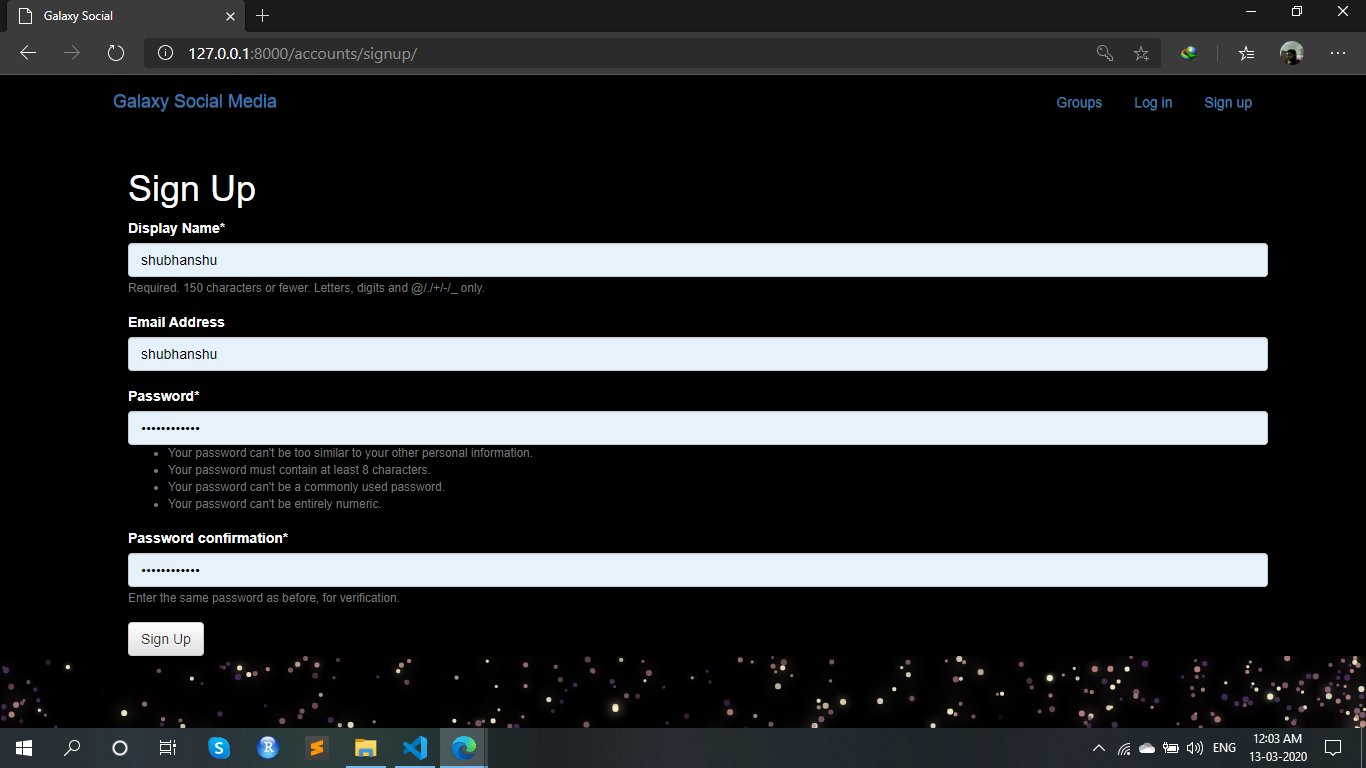 Galaxy Social
127.0.0.1:8000/accounts/signup/
Galaxy Social Media
Groups
Log in
Sign up
Sign Up
Display Name*
shubhanshu
Required. 150 characters or fewer. Letters, digits and @/./+/-/_ only.
Email Address
shubhanshu
Password*
••••••••••••
Your password can't be too similar to your other personal information.
Your password must contain at least 8 characters.
Your password can't be a commonly used password.
Your password can't be entirely numeric.
Password confirmation*
••••••••••••
Enter the same password as before, for verification.
Sign Up
ENG
12:03 AM
13-03-2020